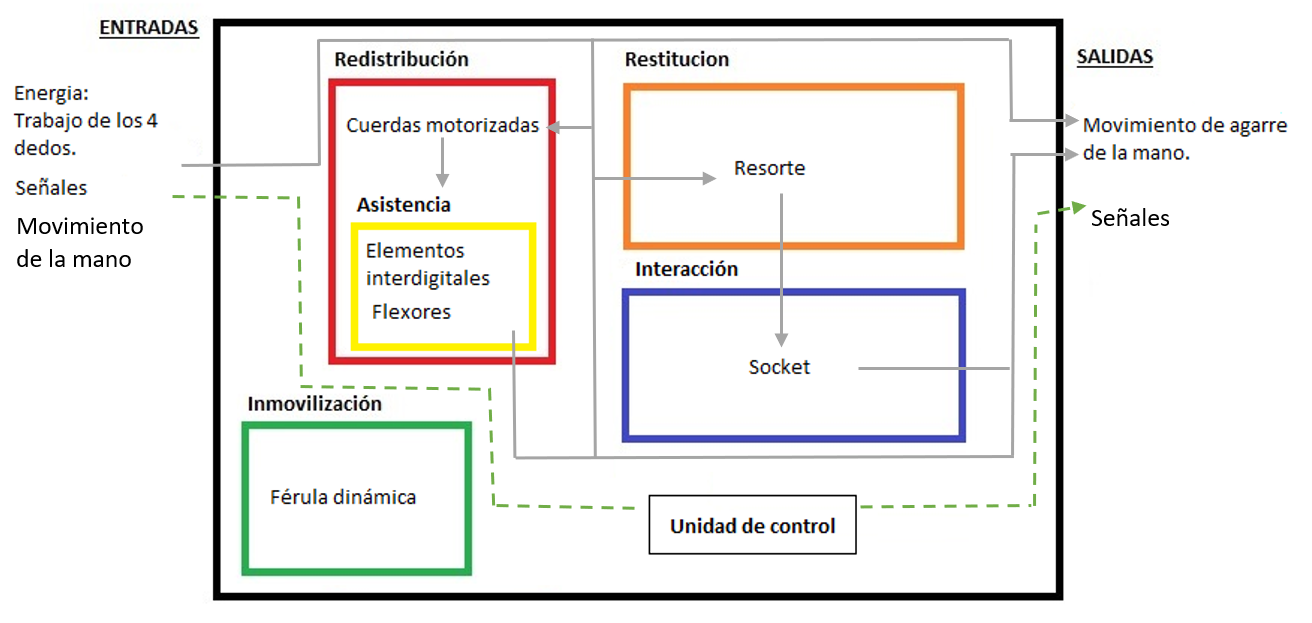 ENTRADAS
Energia:
Trabajo de los 4
dedos.
Señales
Movimiento
de la mano
Redistribución
Cuerdas motorizadas
Asistencia
Elementos
interdigitales
Flexores
Inmovilización
Férula dinámica
Restitucion
Resorte
Interacción
Socket
Unidad de control
SALIDAS
Movimiento de agarre
de la mano.
Señales